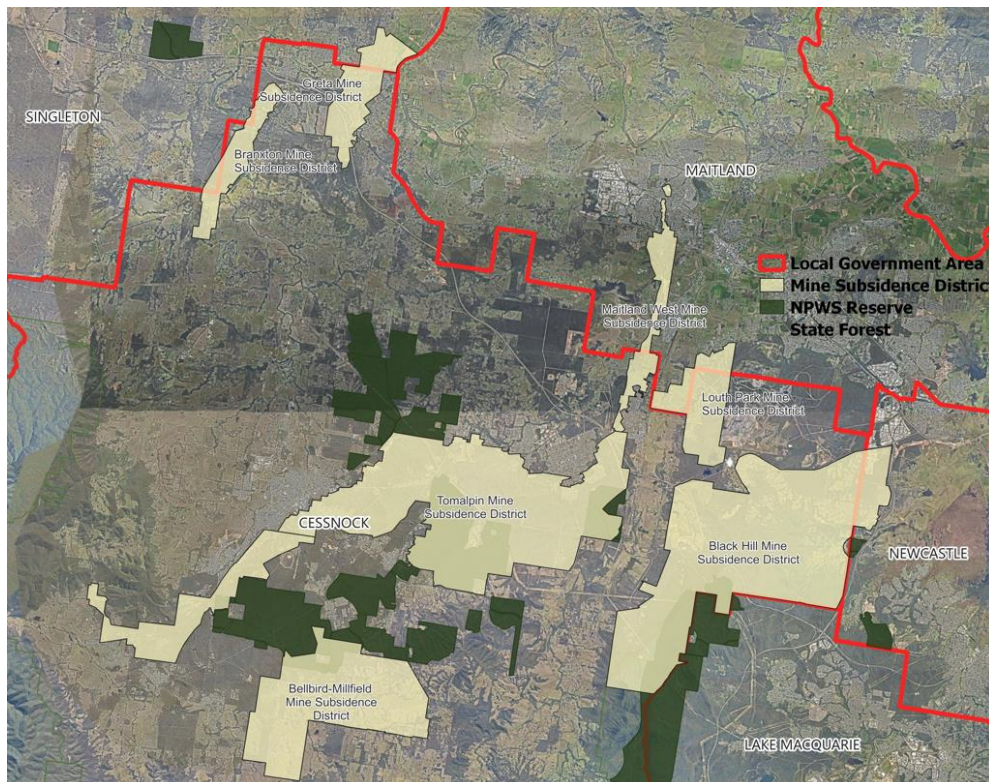 Greta Mine
Subsidence District
SINGLETON
Branxton Mine
Subsidence District
MAITLAND
Local Government Area
Mine Subsidence District
NPWS Reserve
State Forest
Maitland West Mine
Subsidence District
Louth Park Mine
Subsidence District
Tomalpin Mine
Subsidence District
CESSNOCK
Black Hill Mine
Subsidence District
NEWCASTLE
Bellbird-Millfield
Mine Subsidence
District
LAKE MACQUARIE